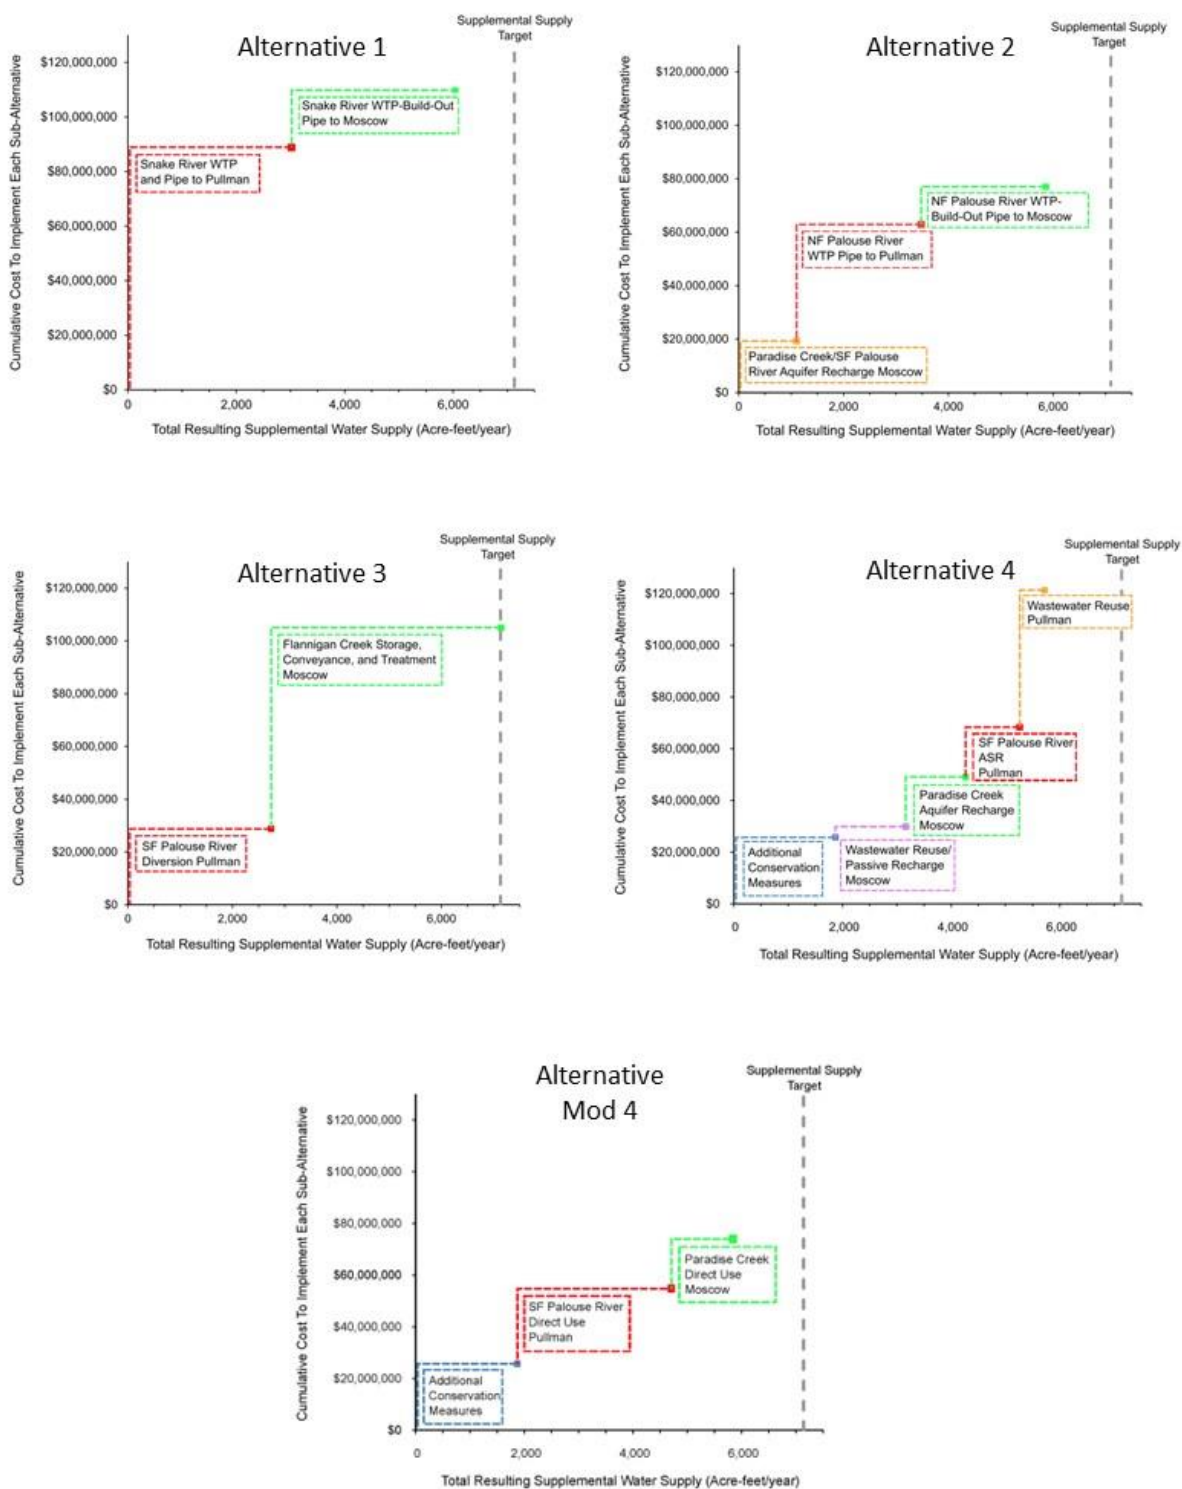 Supplemental Supply
Target
Alternative 1
Cumulative Cost To Implement Each Sub-Alternative
$120,000,000
$100,000,000
$80,000,000
$60,000,000
$40,000,000
$20,000,000
$0
Snake River WTP-Build-Out
Pipe to Moscow
Snake River WTP
and Pipe to Pullman
0
2,000
4,000
6,000
Total Resulting Supplemental Water Supply (Acre-feet/year)
Supplemental Supply
Target
Alternative 2
Cumulative Cost To Implement Each Sub-Alternative
$120,000,000
$100,000,000
$80,000,000
$60,000,000
$40,000,000
$20,000,000
$0
NF Palouse River WTP-
Build-Out Pipe to Moscow
NF Palouse River
WTP Pipe to Pullman
Paradise Creek/SF Palouse
River Aquifer Recharge Moscow
0
2,000
4,000
6,000
Total Resulting Supplemental Water Supply (Acre-feet/year)
Supplemental Supply
Target
Alternative 3
Cumulative Cost To Implement Each Sub-Alternative
$120,000,000
$100,000,000
$80,000,000
$60,000,000
$40,000,000
$20,000,000
$0
Flannigan Creek Storage,
Conveyance, and Treatment
Moscow
SF Palouse River
Diversion Pullman
0
2,000
4,000
6,000
Total Resulting Supplemental Water Supply (Acre-feet/year)
Supplemental Supply
Target
Alternative 4
Cumulative Cost To Implement Each Sub-Alternative
$120,000,000
$100,000,000
$80,000,000
$60,000,000
$40,000,000
$20,000,000
$0
Wastewater Reuse
Pullman
SF Palouse River
ASR
Pullman
Paradise Creek
Aquifer Recharge
Moscow
Wastewater Reuse/
Passive Recharge
Moscow
Additional
Conservation
Measures
0
2,000
4,000
6,000
Total Resulting Supplemental Water Supply (Acre-feet/year)
Supplemental Supply
Target
Alternative
Mod 4
Cumulative Cost To Implement Each Sub-Alternative
$120,000,000
$100,000,000
$80,000,000
$60,000,000
$40,000,000
$20,000,000
$0
Paradise Creek
Direct Use
Moscow
SF Palouse River
Direct Use
Pullman
Additional
Conservation
Measures
0
2,000
4,000
6,000
Total Resulting Supplemental Water Supply (Acre-feet/year)